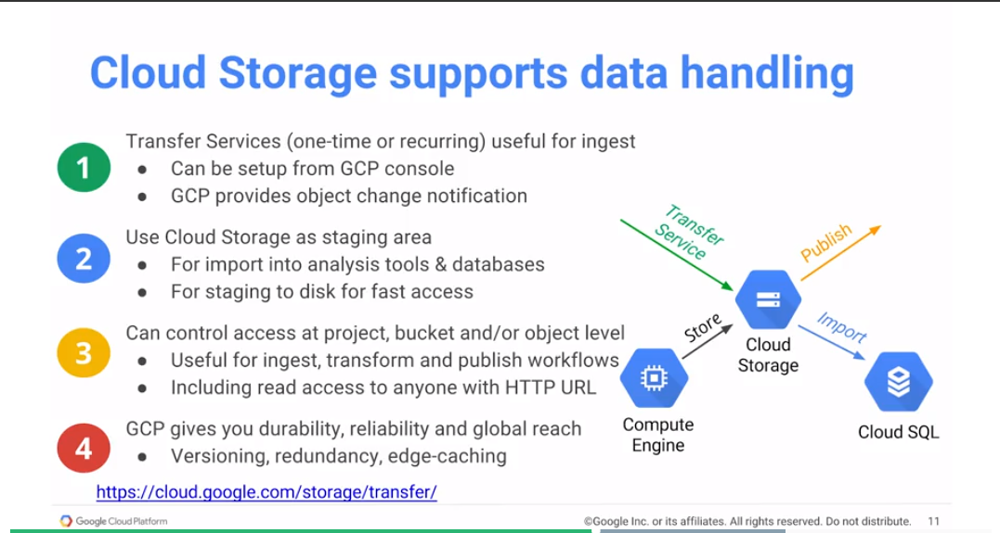 Cloud Storage supports data handling
1
Transfer Services (one-time or recurring) useful for ingest
● Can be setup from GCP console
● GCP provides object change notification
2
Use Cloud Storage as staging area
● For import into analysis tools & databases
● For staging to disk for fast access
3
Can control access at project, bucket and/or object level
● Useful for ingest, transform and publish workflows
● Including read access to anyone with HTTP URL
4
GCP gives you durability, reliability and global reach
● Versioning, redundancy, edge-caching
https://cloud.google.com/storage/transfer/
Transfer
Service
Publish
Store
Import
Cloud
Storage
Compute
Engine
Cloud SQL
Google Cloud Platform
©Google Inc. or its affiliates. All rights reserved. Do not distribute.
11